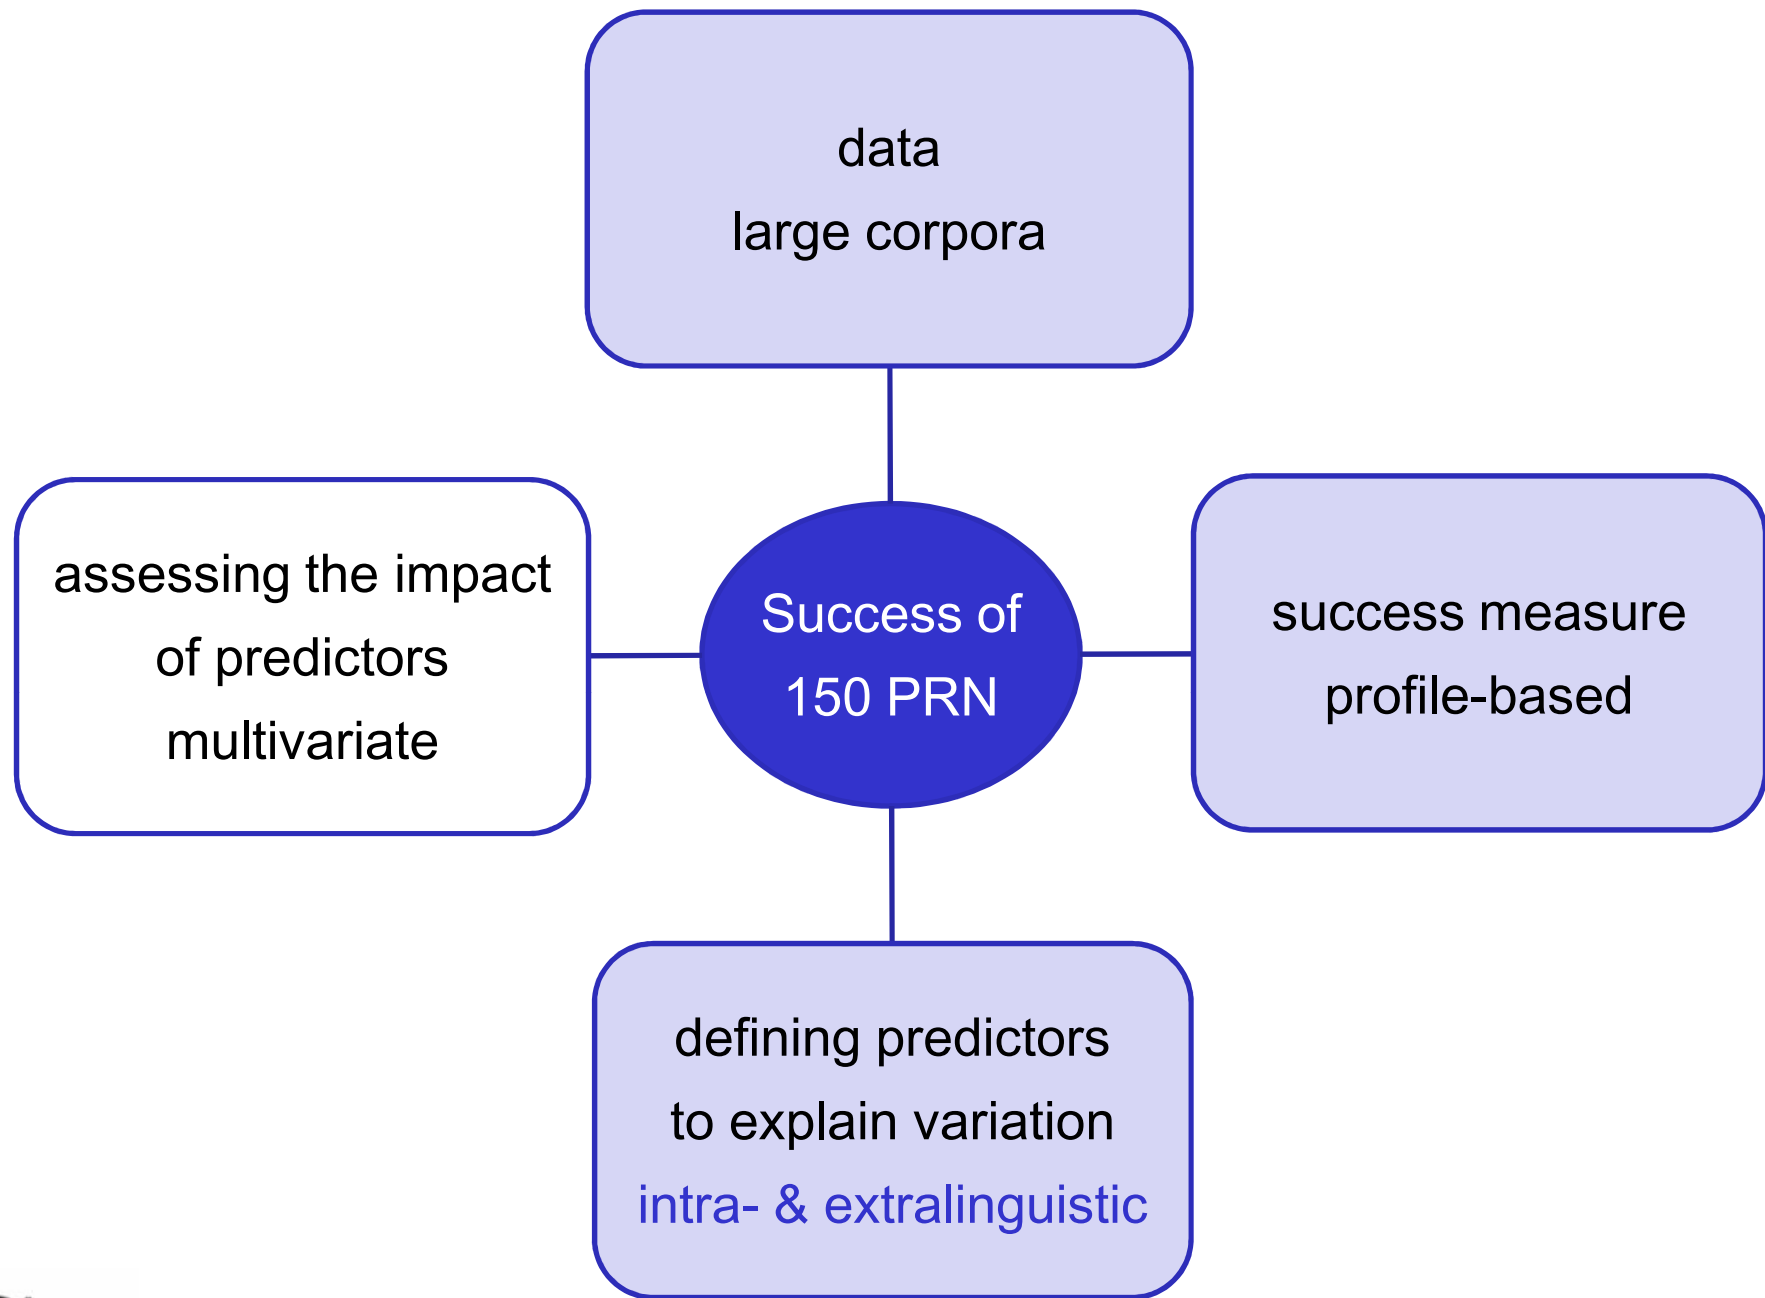 data
large corpora
assessing the impact
of predictors
multivariate
Success of
150 PRN
success measure
profile-based
defining predictors
to explain variation
intra- & extralinguistic